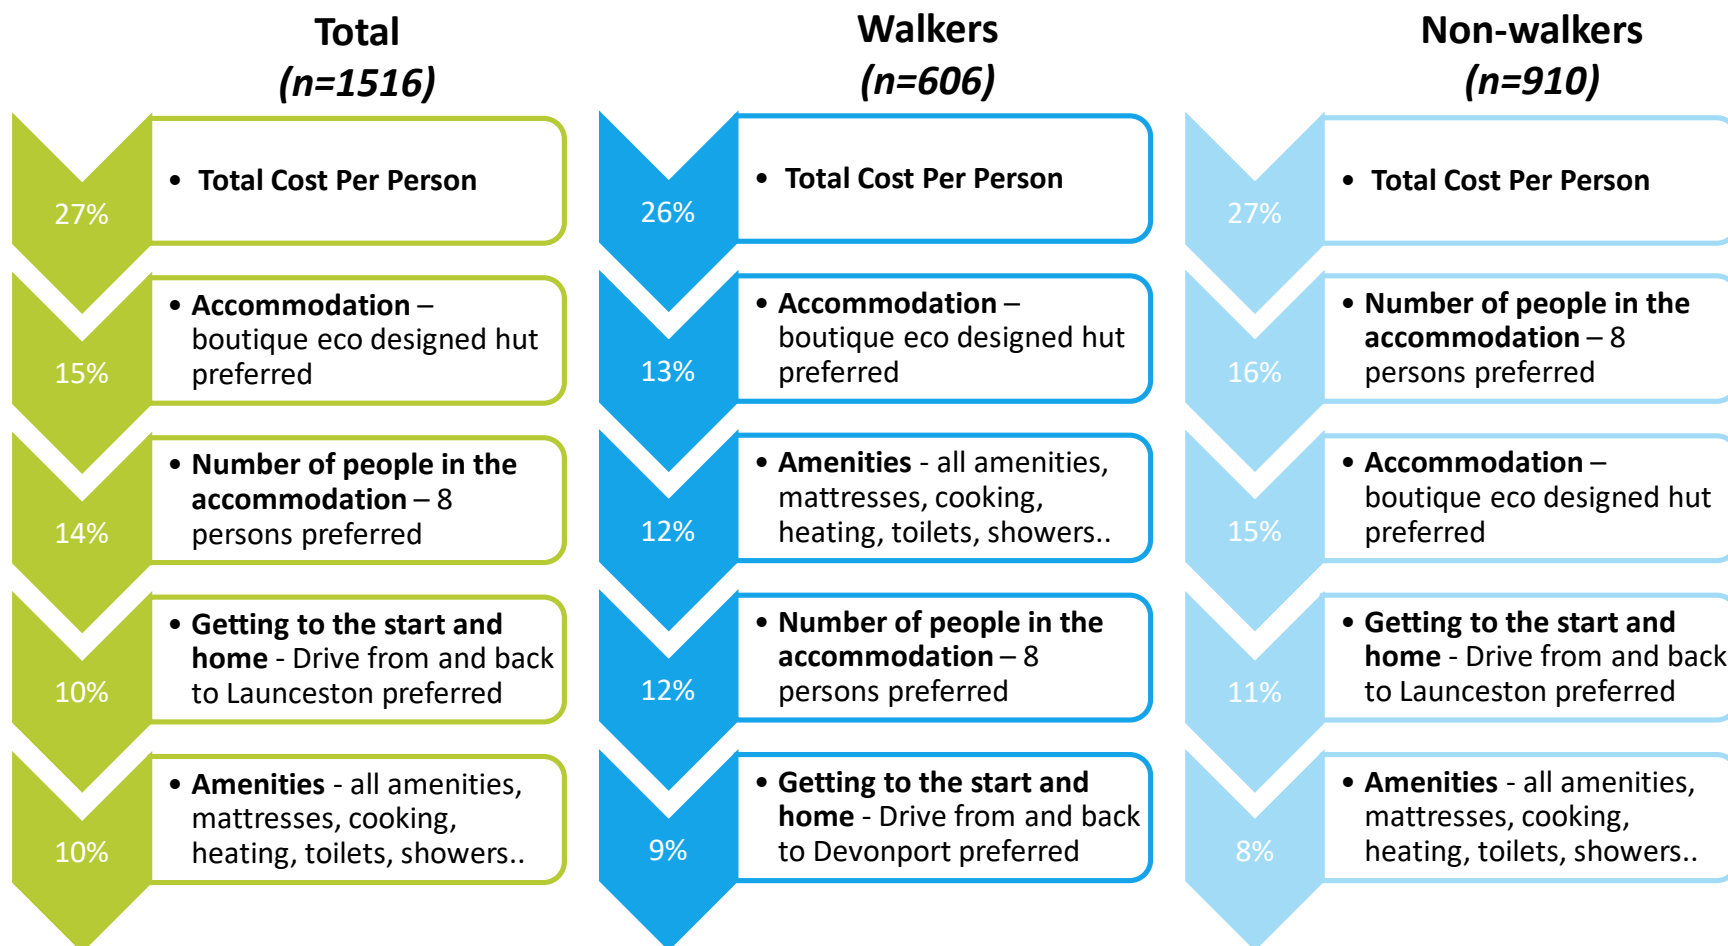 Total
(n=1516)
27%
• Total Cost Per Person
15%
• Accommodation –
boutique eco designed hut
preferred
14%
• Number of people in the
accommodation – 8
persons preferred
10%
• Getting to the start and
home - Drive from and back
to Launceston preferred
10%
• Amenities - all amenities,
mattresses, cooking,
heating, toilets, showers..
Walkers
(n=606)
26%
• Total Cost Per Person
13%
• Accommodation –
boutique eco designed hut
preferred
12%
• Amenities - all amenities,
mattresses, cooking,
heating, toilets, showers..
12%
• Number of people in the
accommodation – 8
persons preferred
9%
• Getting to the start and
home - Drive from and back
to Devonport preferred
Non-walkers
(n=910)
27%
• Total Cost Per Person
16%
• Number of people in the
accommodation – 8
persons preferred
15%
• Accommodation –
boutique eco designed hut
preferred
11%
• Getting to the start and
home - Drive from and back
to Launceston preferred
8%
• Amenities - all amenities,
mattresses, cooking,
heating, toilets, showers..